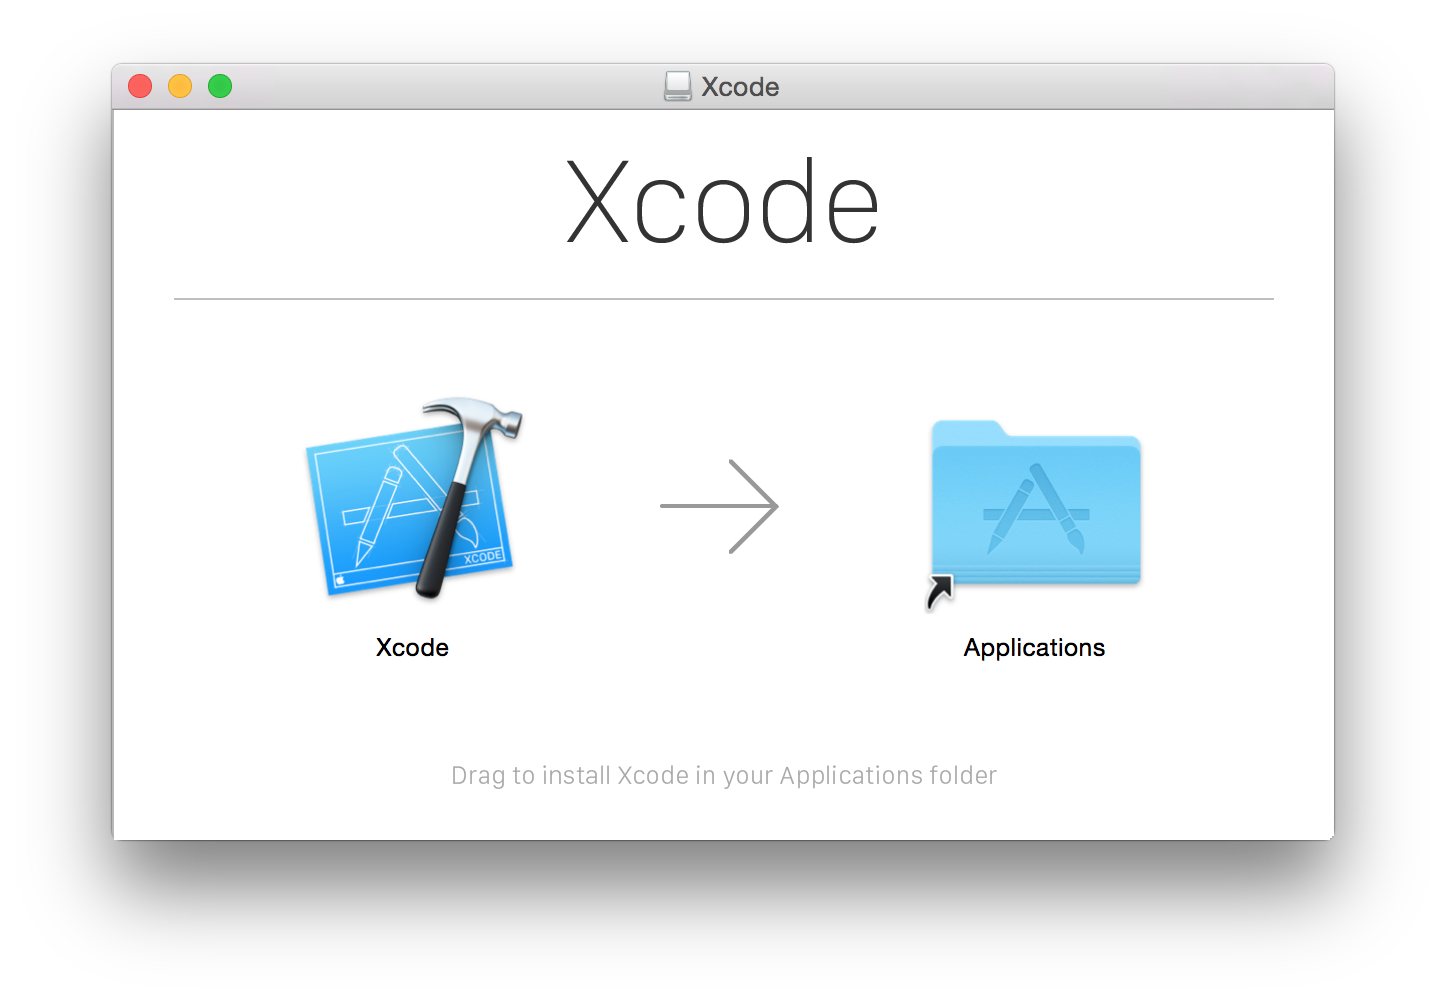 Xcode
Xcode
XCODE
Xcode
Applications
Drag to install Xcode in your Applications folder